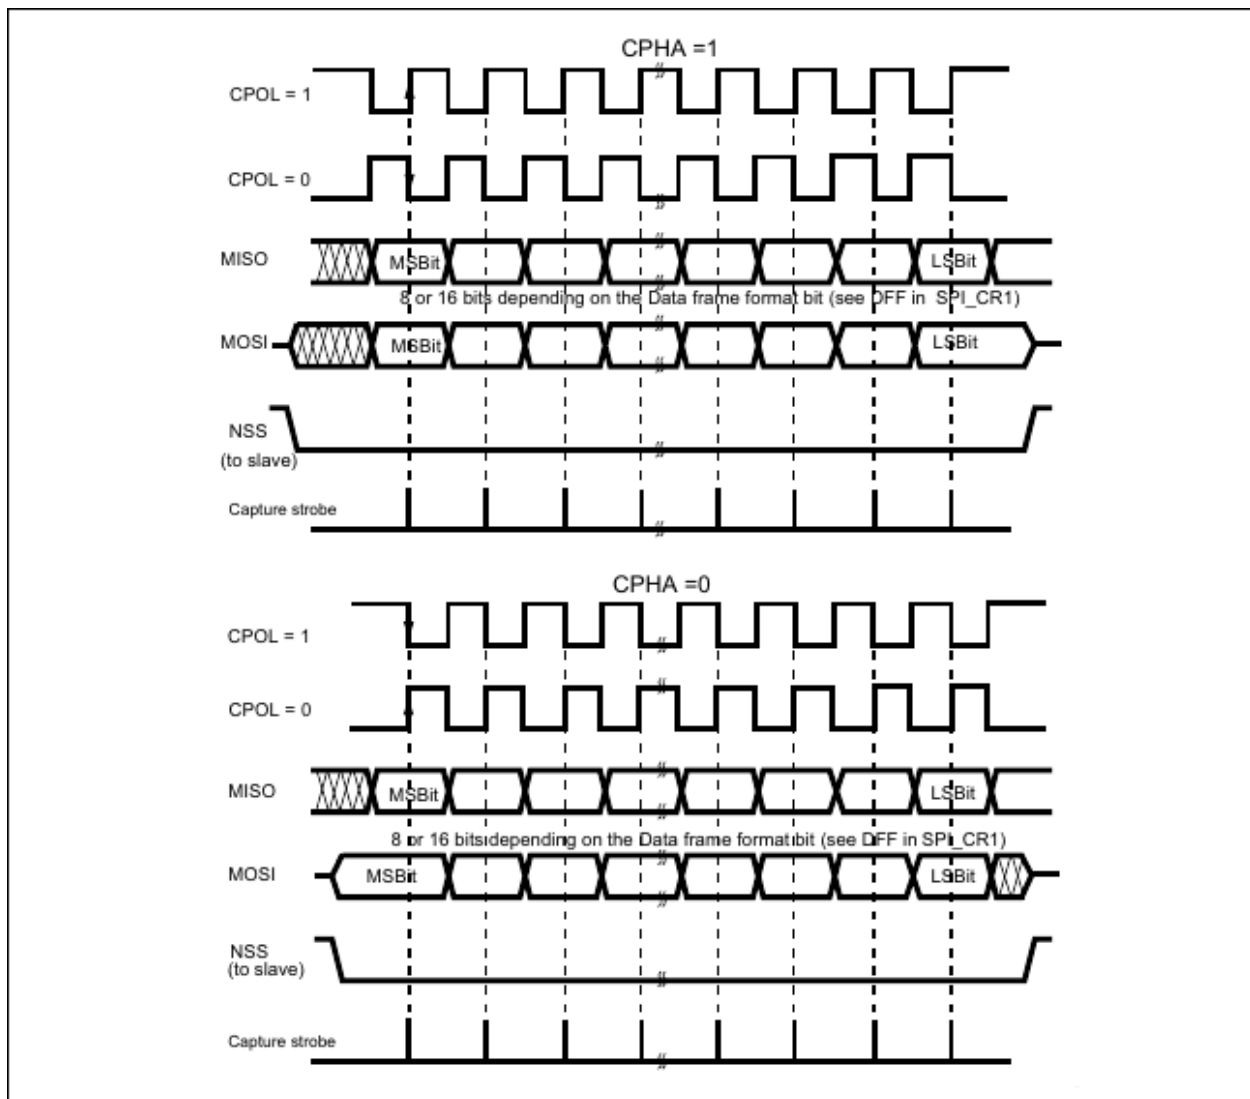 CPHA =1
CPOL = 1
CPOL = 0
MISO
MSBit
LSBit
8 or 16 bits depending on the Data frame format bit (see DFF in SPI_CR1)
MOSI
MSBit
LSBit
NSS
(to slave)
Capture strobe
CPHA =0
CPOL = 1
CPOL = 0
MISO
MSBit
LSBit
8 or 16 bits depending on the Data frame format bit (see DFF in SPI_CR1)
MOSI
MSBit
LSBit
NSS
(to slave)
Capture strobe